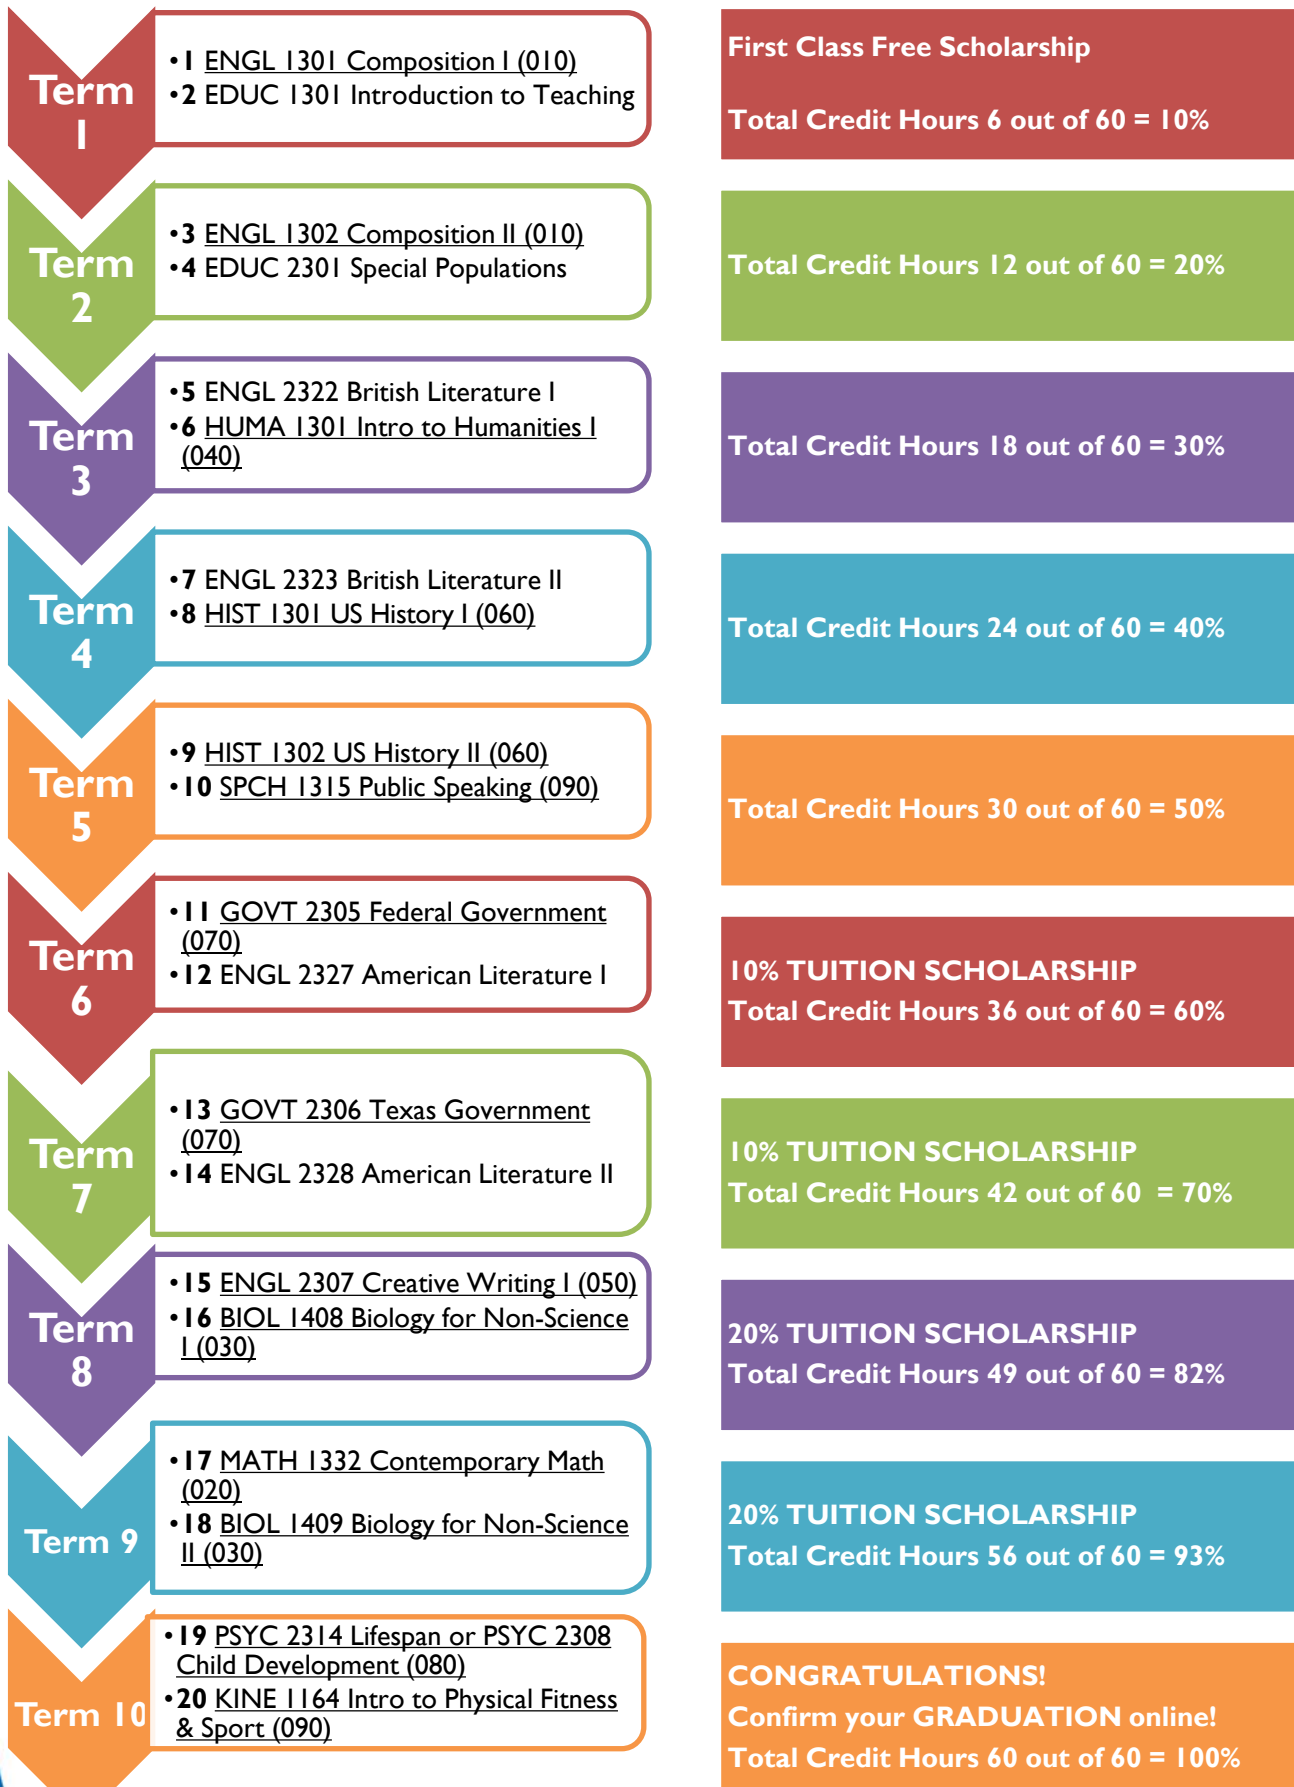 Term
1
•1 ENGL 1301 Composition I (010)
•2 EDUC 1301 Introduction to Teaching
First Class Free Scholarship
Total Credit Hours 6 out of 60 = 10%
Term
2
•3 ENGL 1302 Composition II (010)
•4 EDUC 2301 Special Populations
Total Credit Hours 12 out of 60 = 20%
Term
3
•5 ENGL 2322 British Literature I
•6 HUMA 1301 Intro to Humanities I
(040)
Total Credit Hours 18 out of 60 = 30%
Term
4
•7 ENGL 2323 British Literature II
•8 HIST 1301 US History I (060)
Total Credit Hours 24 out of 60 = 40%
Term
5
•9 HIST 1302 US History II (060)
•10 SPCH 1315 Public Speaking (090)
Total Credit Hours 30 out of 60 = 50%
Term
6
•11 GOVT 2305 Federal Government
(070)
•12 ENGL 2327 American Literature I
10% TUITION SCHOLARSHIP
Total Credit Hours 36 out of 60 = 60%
Term
7
•13 GOVT 2306 Texas Government
(070)
•14 ENGL 2328 American Literature II
10% TUITION SCHOLARSHIP
Total Credit Hours 42 out of 60 = 70%
Term
8
•15 ENGL 2307 Creative Writing I (050)
•16 BIOL 1408 Biology for Non-Science
I (030)
20% TUITION SCHOLARSHIP
Total Credit Hours 49 out of 60 = 82%
Term 9
•17 MATH 1332 Contemporary Math
(020)
•18 BIOL 1409 Biology for Non-Science
II (030)
20% TUITION SCHOLARSHIP
Total Credit Hours 56 out of 60 = 93%
Term 10
•19 PSYC 2314 Lifespan or PSYC 2308
Child Development (080)
•20 KINE 1164 Intro to Physical Fitness
& Sport (090)
CONGRATULATIONS!
Confirm your GRADUATION online!
Total Credit Hours 60 out of 60 = 100%